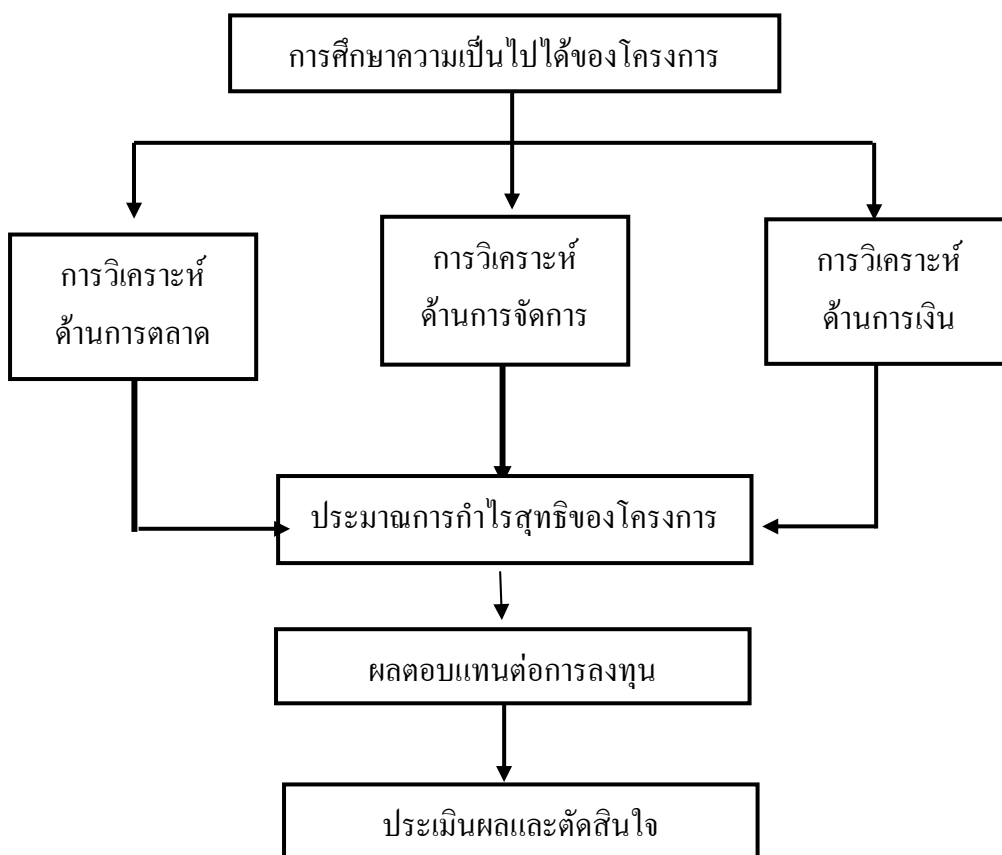 การศึกษาความเป็นไปได้ของโครงการ
การวิเคราะห์
ด้านการตลาด
การวิเคราะห์
ด้านการจัดการ
การวิเคราะห์
ด้านการเงิน
ประมาณการกำไรสุทธิของโครงการ
ผลตอบแทนต่อการลงทุน
ประเมินผลและตัดสินใจ